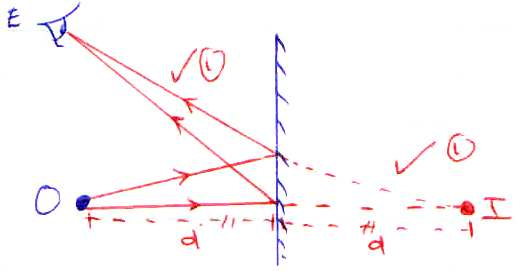 E
✓ ①
✓ ①
O
I
d
d